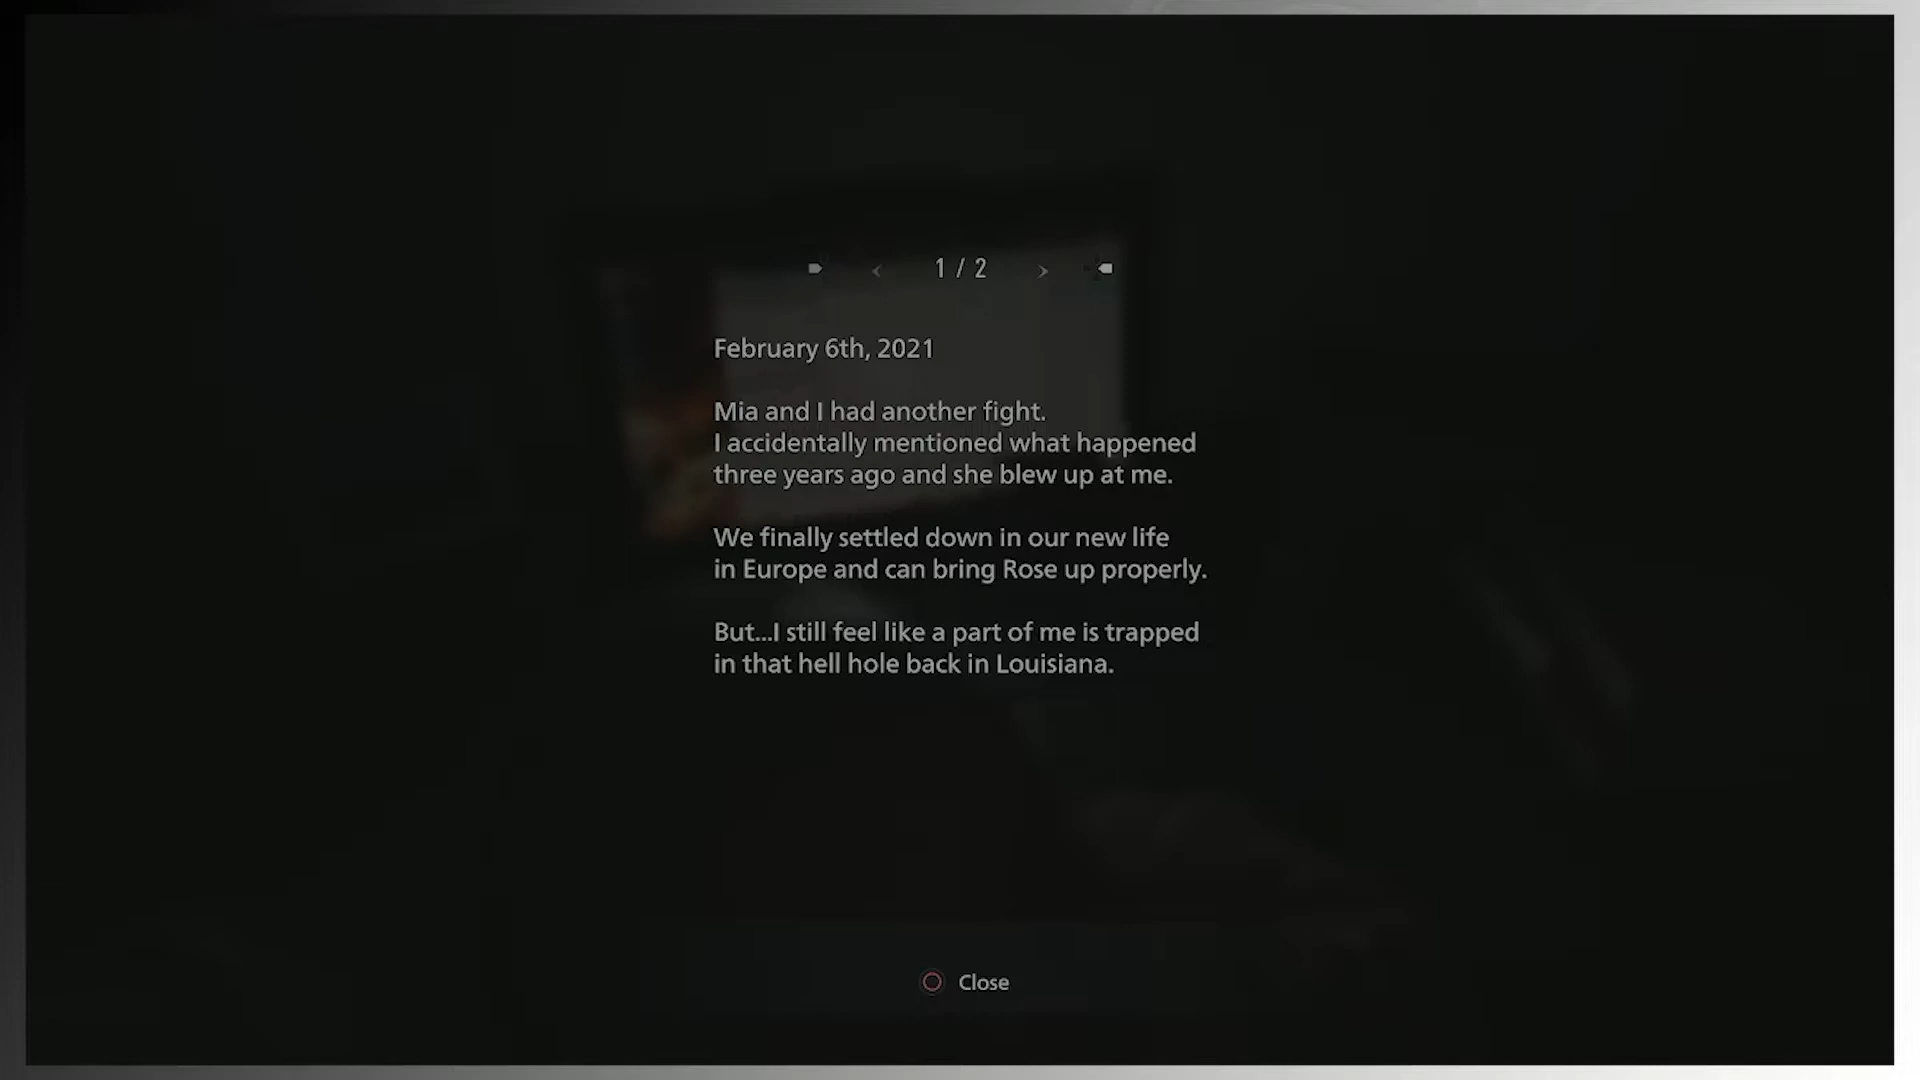 1 / 2
February 6th, 2021
Mia and I had another fight.
I accidentally mentioned what happened
three years ago and she blew up at me.
We finally settled down in our new life
in Europe and can bring Rose up properly.
But...I still feel like a part of me is trapped
in that hell hole back in Louisiana.
Close